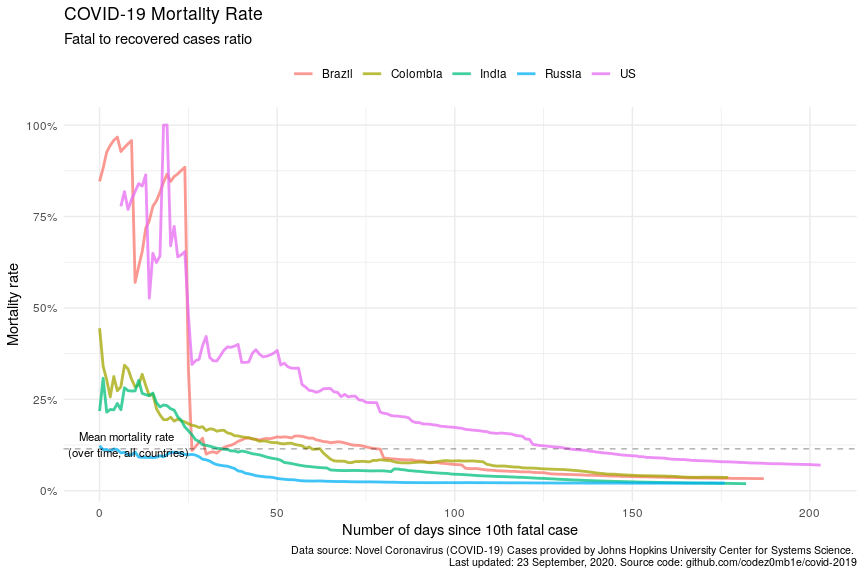 COVID-19 Mortality Rate
Fatal to recovered cases ratio
Brazil Colombia India Russia US
Mortality rate
100%
75%
50%
25%
0%
Mean mortality rate
(over time, all countries)
0 50 100 150 200
Number of days since 10th fatal case
Data source: Novel Coronavirus (COVID-19) Cases provided by Johns Hopkins University Center for Systems Science.
Last updated: 23 September, 2020. Source code: github.com/codez0mb1e/covid-2019